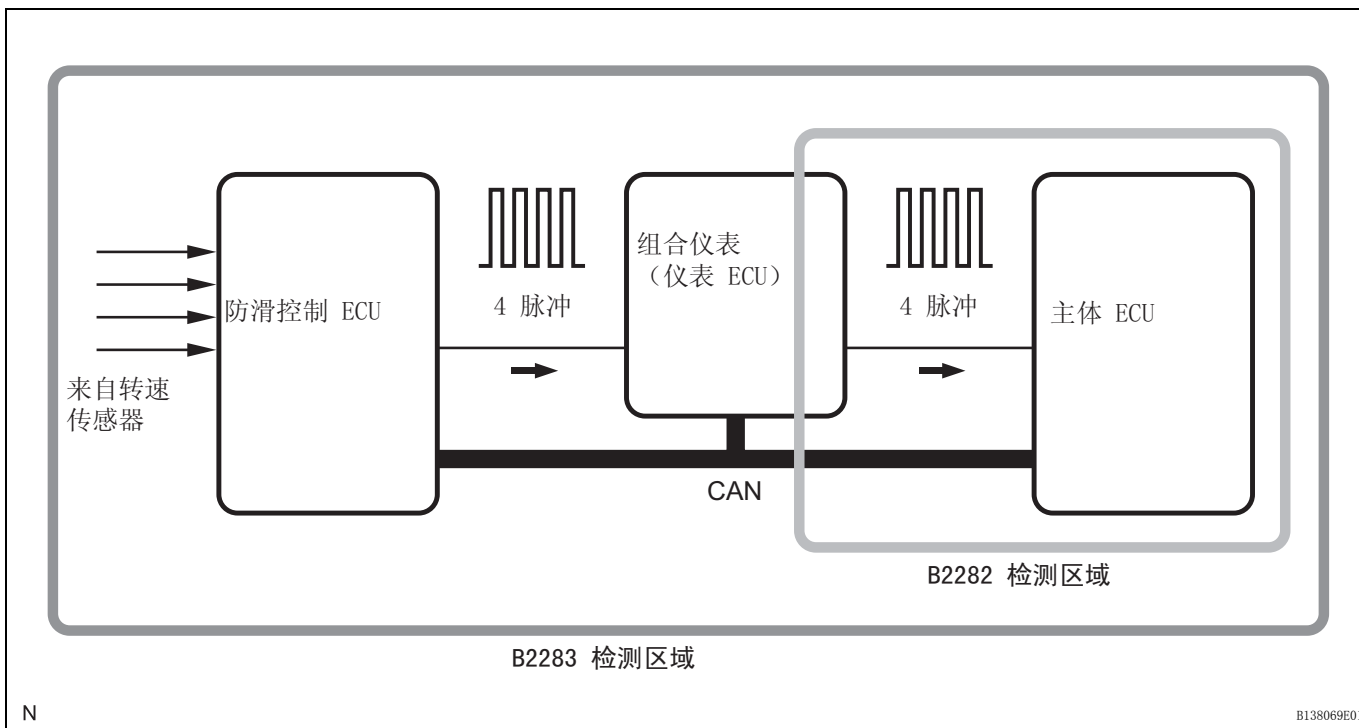 4 脉冲
组合仪表
（仪表 ECU）
4 脉冲
防滑控制 ECU
主体 ECU
来自转速
传感器
CAN
B2282 检测区域
B2283 检测区域
N
B138069E01